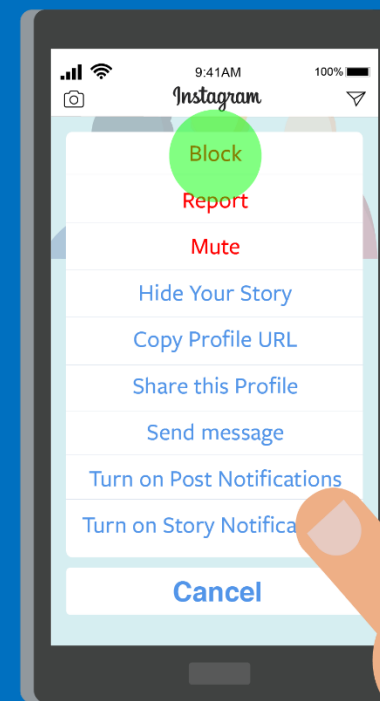 9:41AM
100%
Instagram
Block
Report
Mute
Hide Your Story
Copy Profile URL
Share this Profile
Send message
Turn on Post Notifications
Turn on Story Notifica
Cancel